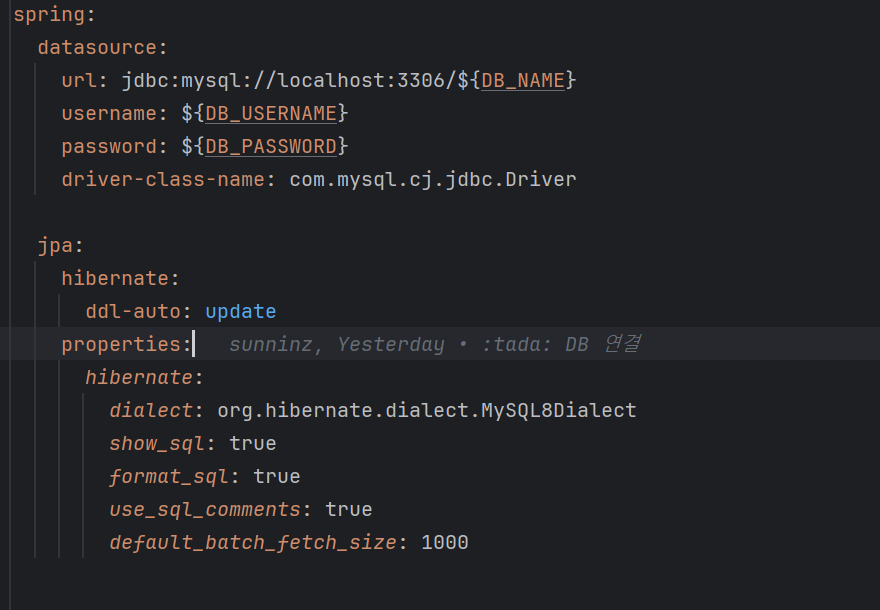 spring:
  datasource:
    url: jdbc:mysql://localhost:3306/${DB_NAME}
    username: ${DB_USERNAME}
    password: ${DB_PASSWORD}
    driver-class-name: com.mysql.cj.jdbc.Driver
  jpa:
    hibernate:
      ddl-auto: update
    properties: sunninz, Yesterday • :tada: DB 연결
      hibernate:
        dialect: org.hibernate.dialect.MySQL8Dialect
        show_sql: true
        format_sql: true
        use_sql_comments: true
        default_batch_fetch_size: 1000